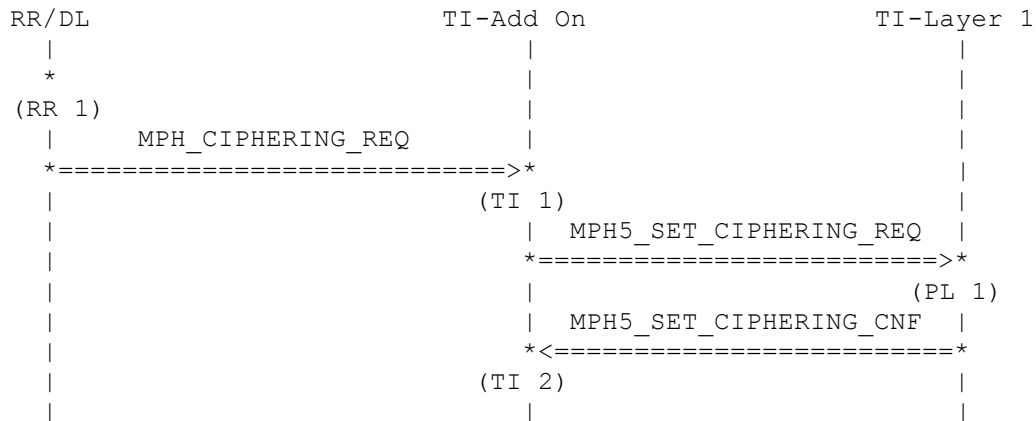 RR/DL                      TI-Add On                  TI-Layer 1
  |                             |                          |
  *                             |                          |
(RR 1)                          |                          |
  |     MPH_CIPHERING_REQ       |                          |
  *============================>*                          |
  |                          (TI 1)                        |
  |                             |  MPH5_SET_CIPHERING_REQ  |
  |                             *=========================>*
  |                             |                       (PL 1)
  |                             |  MPH5_SET_CIPHERING_CNF  |
  |                             *<=========================*
  |                          (TI 2)                        |
  |                             |                          |